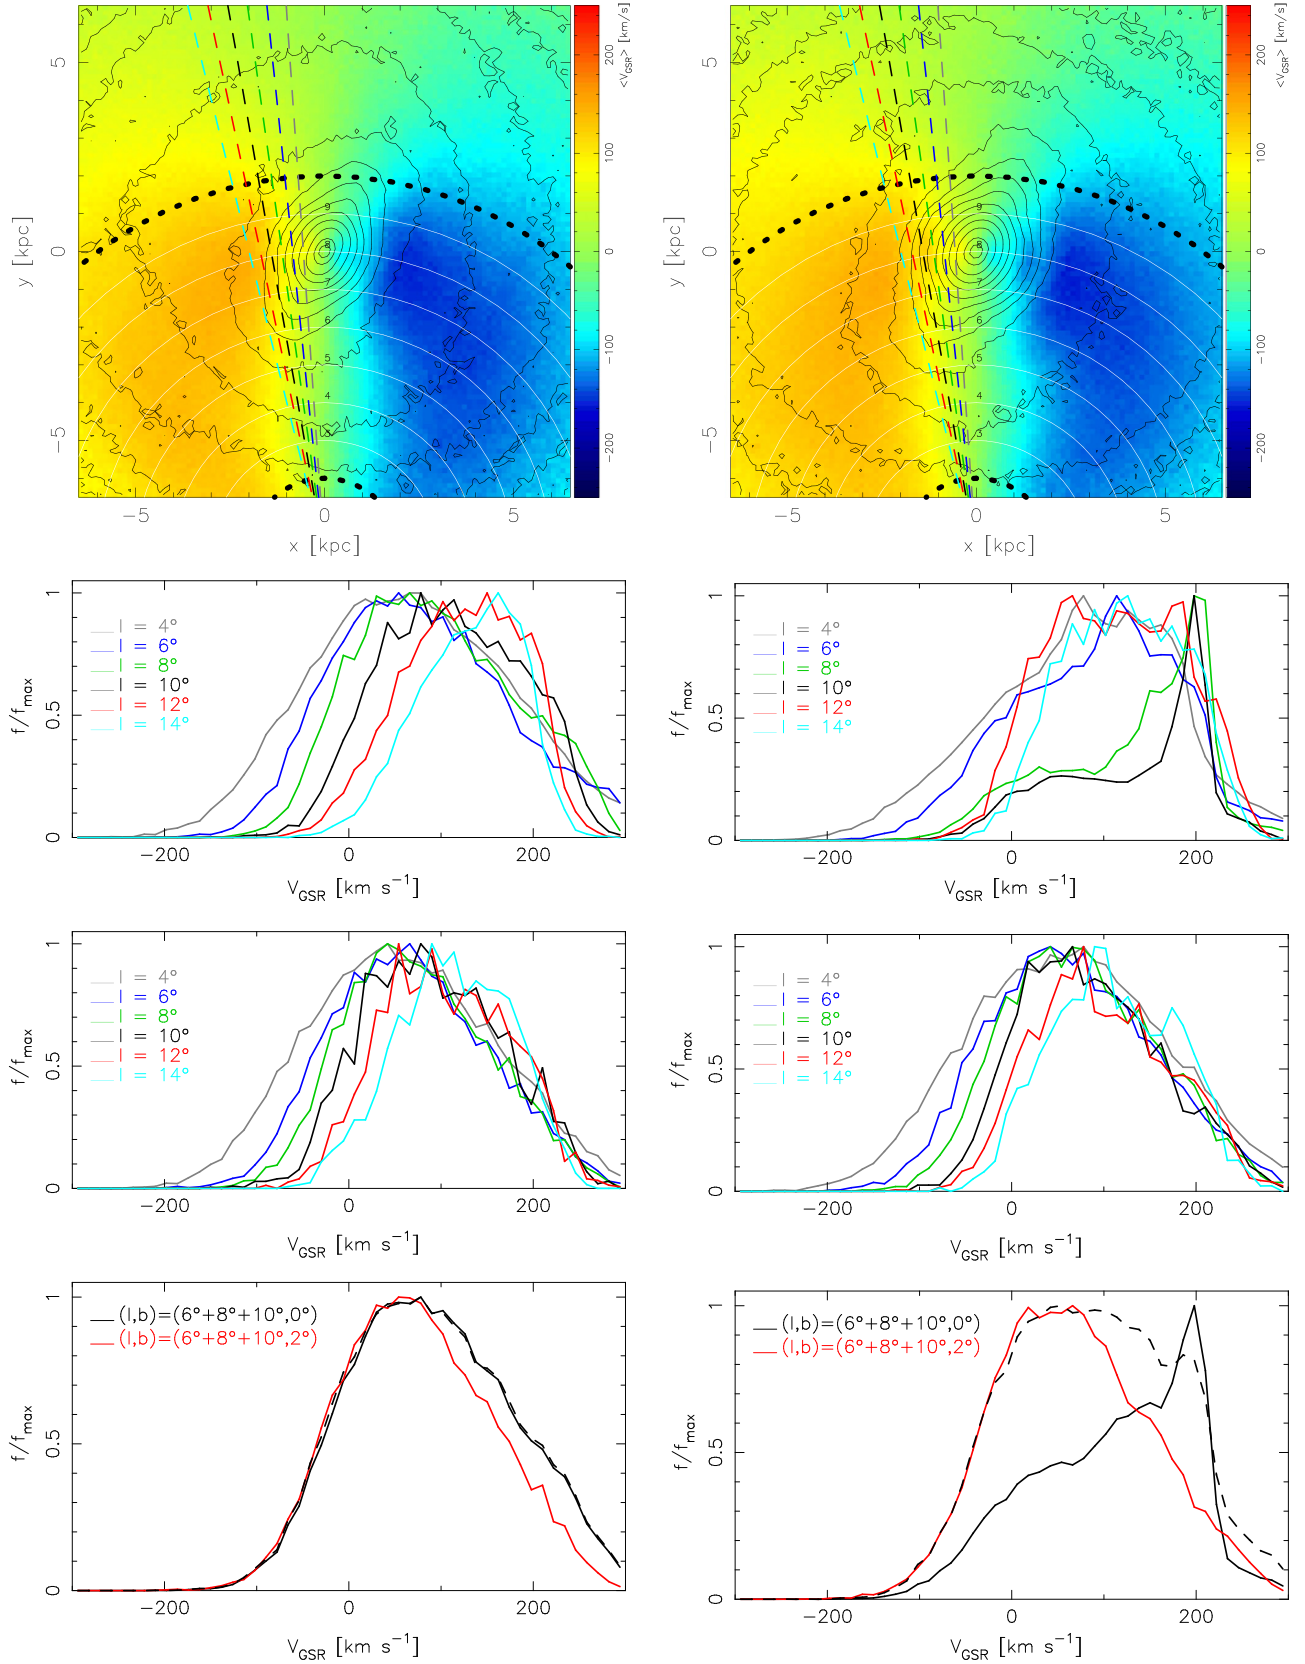 <V_GSR> [km/s]
200
100
0
−100
−200
y [kpc]
5
0
−5
9
8
7
6
5
4
3
−5 0 5
x [kpc]
<V_GSR> [km/s]
200
100
0
−100
−200
y [kpc]
5
0
−5
9
8
7
6
5
4
3
−5 0 5
x [kpc]
f/f_max
1
0.5
0
l = 4°
l = 6°
l = 8°
l = 10°
l = 12°
l = 14°
−200 0 200
V_GSR [km s⁻¹]
f/f_max
1
0.5
0
l = 4°
l = 6°
l = 8°
l = 10°
l = 12°
l = 14°
−200 0 200
V_GSR [km s⁻¹]
f/f_max
1
0.5
0
l = 4°
l = 6°
l = 8°
l = 10°
l = 12°
l = 14°
−200 0 200
V_GSR [km s⁻¹]
f/f_max
1
0.5
0
l = 4°
l = 6°
l = 8°
l = 10°
l = 12°
l = 14°
−200 0 200
V_GSR [km s⁻¹]
f/f_max
1
0.5
0
(l,b)=(6°+8°+10°,0°)
(l,b)=(6°+8°+10°,2°)
−200 0 200
V_GSR [km s⁻¹]
f/f_max
1
0.5
0
(l,b)=(6°+8°+10°,0°)
(l,b)=(6°+8°+10°,2°)
−200 0 200
V_GSR [km s⁻¹]